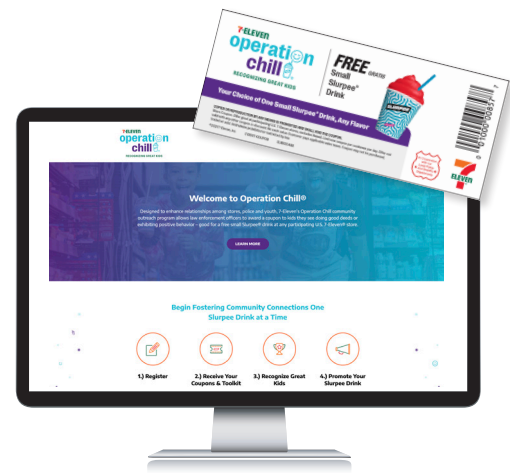 7-ELEVEN
operation
chill
RECOGNIZING GREAT KIDS
FREE GRATIS
Small
Slurpee®
Drink
SLURPEE
Your Choice of One Small Slurpee® Drink, Any Flavor
7
ELEVEN
7-ELEVEN
operation
chill
RECOGNIZING GREAT KIDS
Welcome to Operation Chill®
Designed to enhance relationships among stores, police and youth, 7-Eleven's Operation Chill community
outreach program allows law enforcement officers to award a coupon to kids they see doing good deeds or
exhibiting positive behavior - good for a free small Slurpee® drink at any participating U.S. 7-Eleven® store.
LEARN MORE
Begin Fostering Community Connections One
Slurpee Drink at a Time
1.) Register
2.) Receive Your
Coupons & Toolkit
3.) Recognize Great
Kids
4.) Promote Your
Slurpee Drink